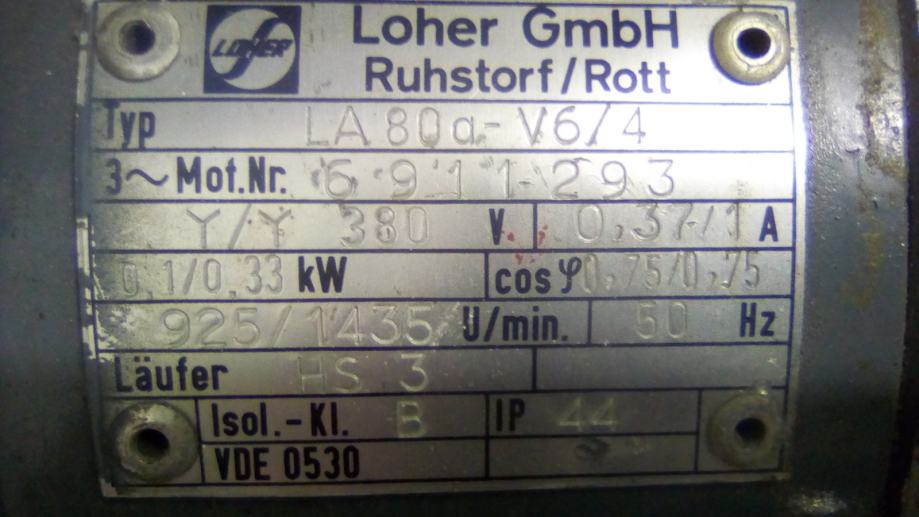 LOHER
Loher GmbH
Ruhstorf/Rott
Typ LA 80a-V6/4
3~ Mot.Nr. 6911-293
Y/Y 380 V. 0,37/1 A
0,1/0,33 kW cos φ 0,75/0,75
925/1435 U/min. 50 Hz
Läufer HS 3
Isol.-Kl. B IP 44
VDE 0530